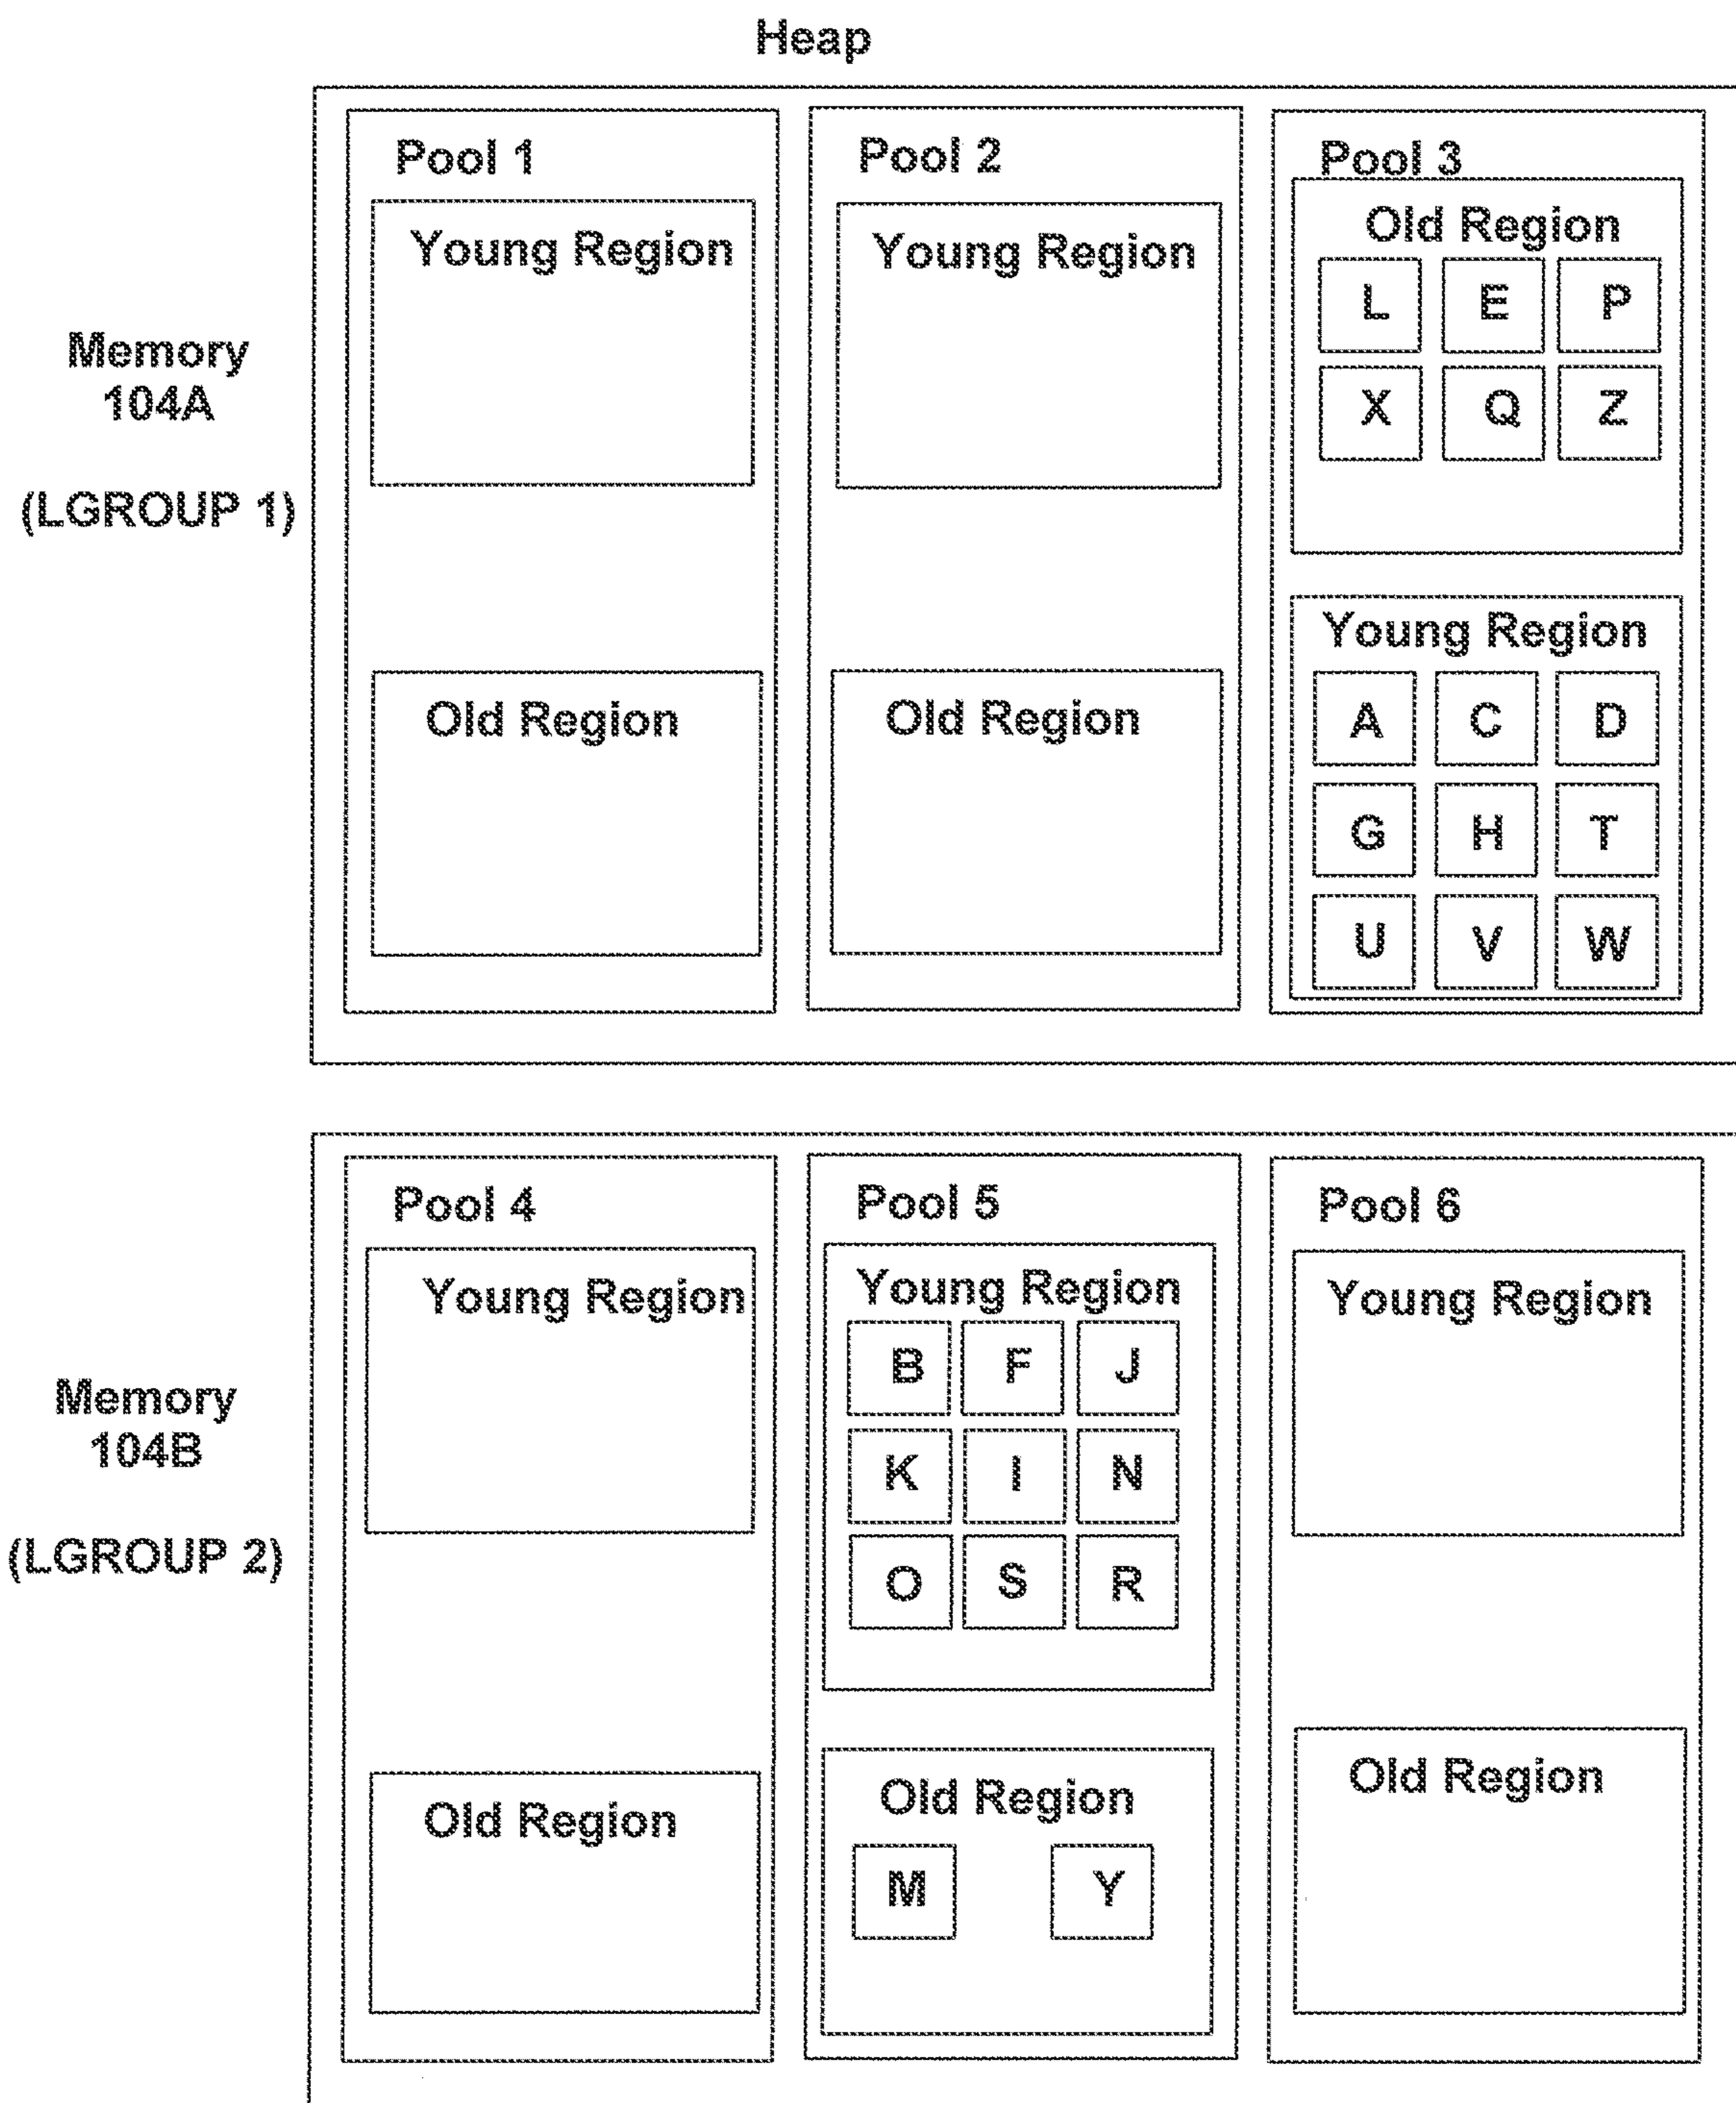 Heap
Memory
104A
(LGROUP 1)
Pool 1
Young Region
Old Region
Pool 2
Young Region
Old Region
Pool 3
Old Region
L E P
X Q Z
Young Region
A C D
G H T
U V W
Memory
104B
(LGROUP 2)
Pool 4
Young Region
Old Region
Pool 5
Young Region
B F J
K I N
O S R
Old Region
M Y
Pool 6
Young Region
Old Region